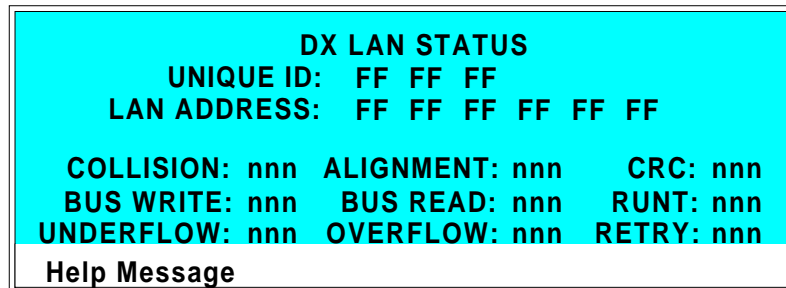 DX LAN STATUS
UNIQUE ID: FF FF FF
LAN ADDRESS: FF FF FF FF FF FF
COLLISION: nnn ALIGNMENT: nnn CRC: nnn
BUS WRITE: nnn BUS READ: nnn RUNT: nnn
UNDERFLOW: nnn OVERFLOW: nnn RETRY: nnn
Help Message